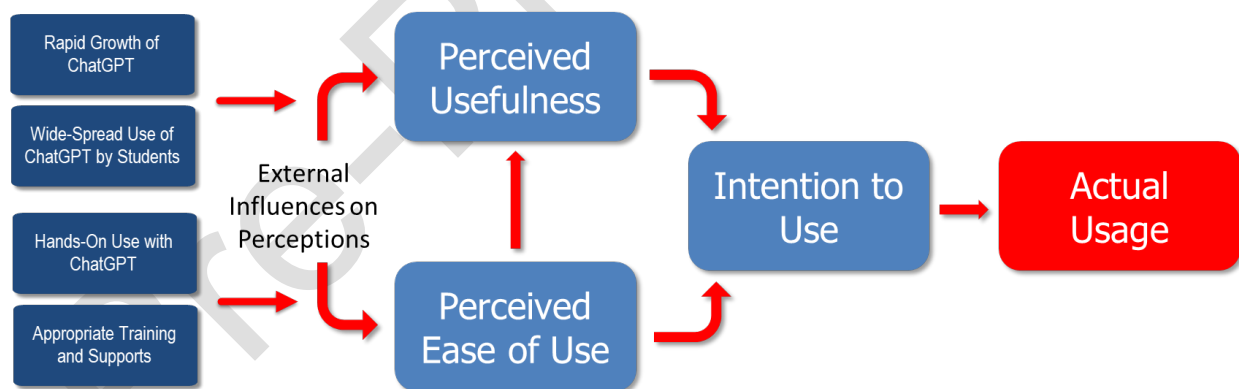 Rapid Growth of
ChatGPT
Wide-Spread Use of
ChatGPT by Students
Hands-On Use with
ChatGPT
Appropriate Training
and Supports
External
Influences on
Perceptions
Perceived
Usefulness
Perceived
Ease of Use
Intention to
Use
Actual
Usage